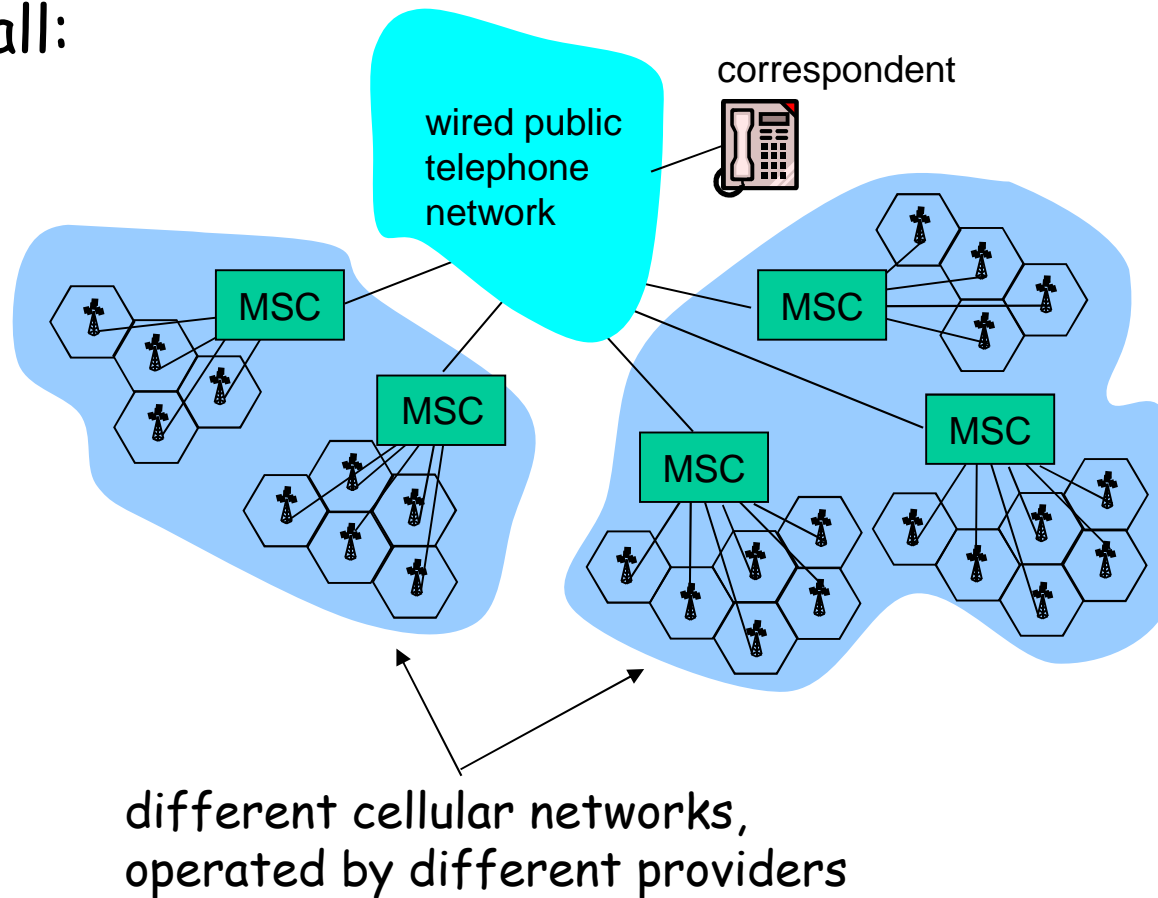 all:
correspondent
wired public
telephone
network
MSC
MSC
MSC
MSC
MSC
different cellular networks,
operated by different providers